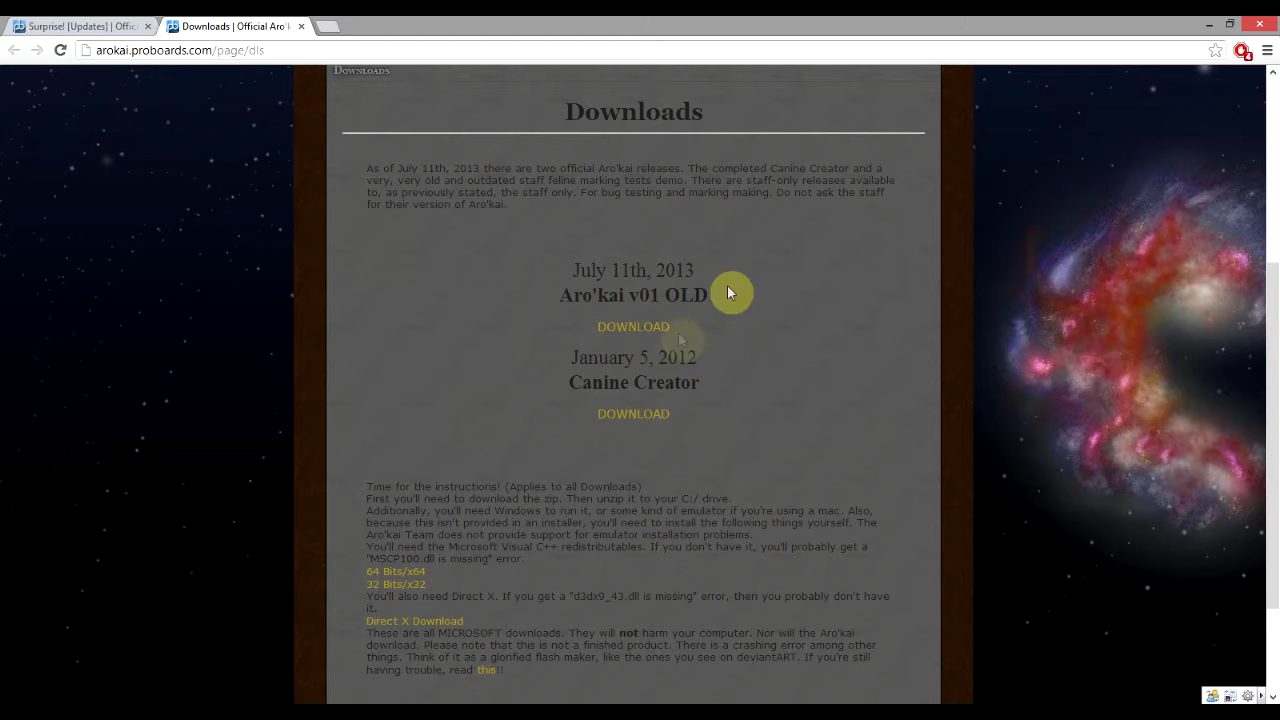 Surprise! [Updates] | Offic
Downloads | Official Aro'k
arokai.proboards.com/page/dls
4
Downloads
Downloads
As of July 11th, 2013 there are two official Aro'kai releases. The completed Canine Creator and a
very, very old and outdated staff feline marking tests demo. There are staff-only releases available
to, as previously stated, the staff only. For bug testing and marking making. Do not ask the staff
for their version of Aro'kai.
July 11th, 2013
Aro'kai v01 OLD
DOWNLOAD
January 5, 2012
Canine Creator
DOWNLOAD
Time for the instructions! (Applies to all Downloads)
First you'll need to download the zip. Then unzip it to your C:/ drive.
Additionally, you'll need Windows to run it, or some kind of emulator if you're using a mac. Also,
because this isn't provided in an installer, you'll need to install the following things yourself. The
Aro'kai Team does not provide support for emulator installation problems.
You'll need the Microsoft Visual C++ redistributables. If you don't have it, you'll probably get a
"MSCP100.dll is missing" error.
64 Bits/x64
32 Bits/x32
You'll also need Direct X. If you get a "d3dx9_43.dll is missing" error, then you probably don't have
it.
Direct X Download
These are all MICROSOFT downloads. They will not harm your computer. Nor will the Aro'kai
download. Please note that this is not a finished product. There is a crashing error among other
things. Think of it as a glorified flash maker, like the ones you see on deviantART. If you're still
having trouble, read this!